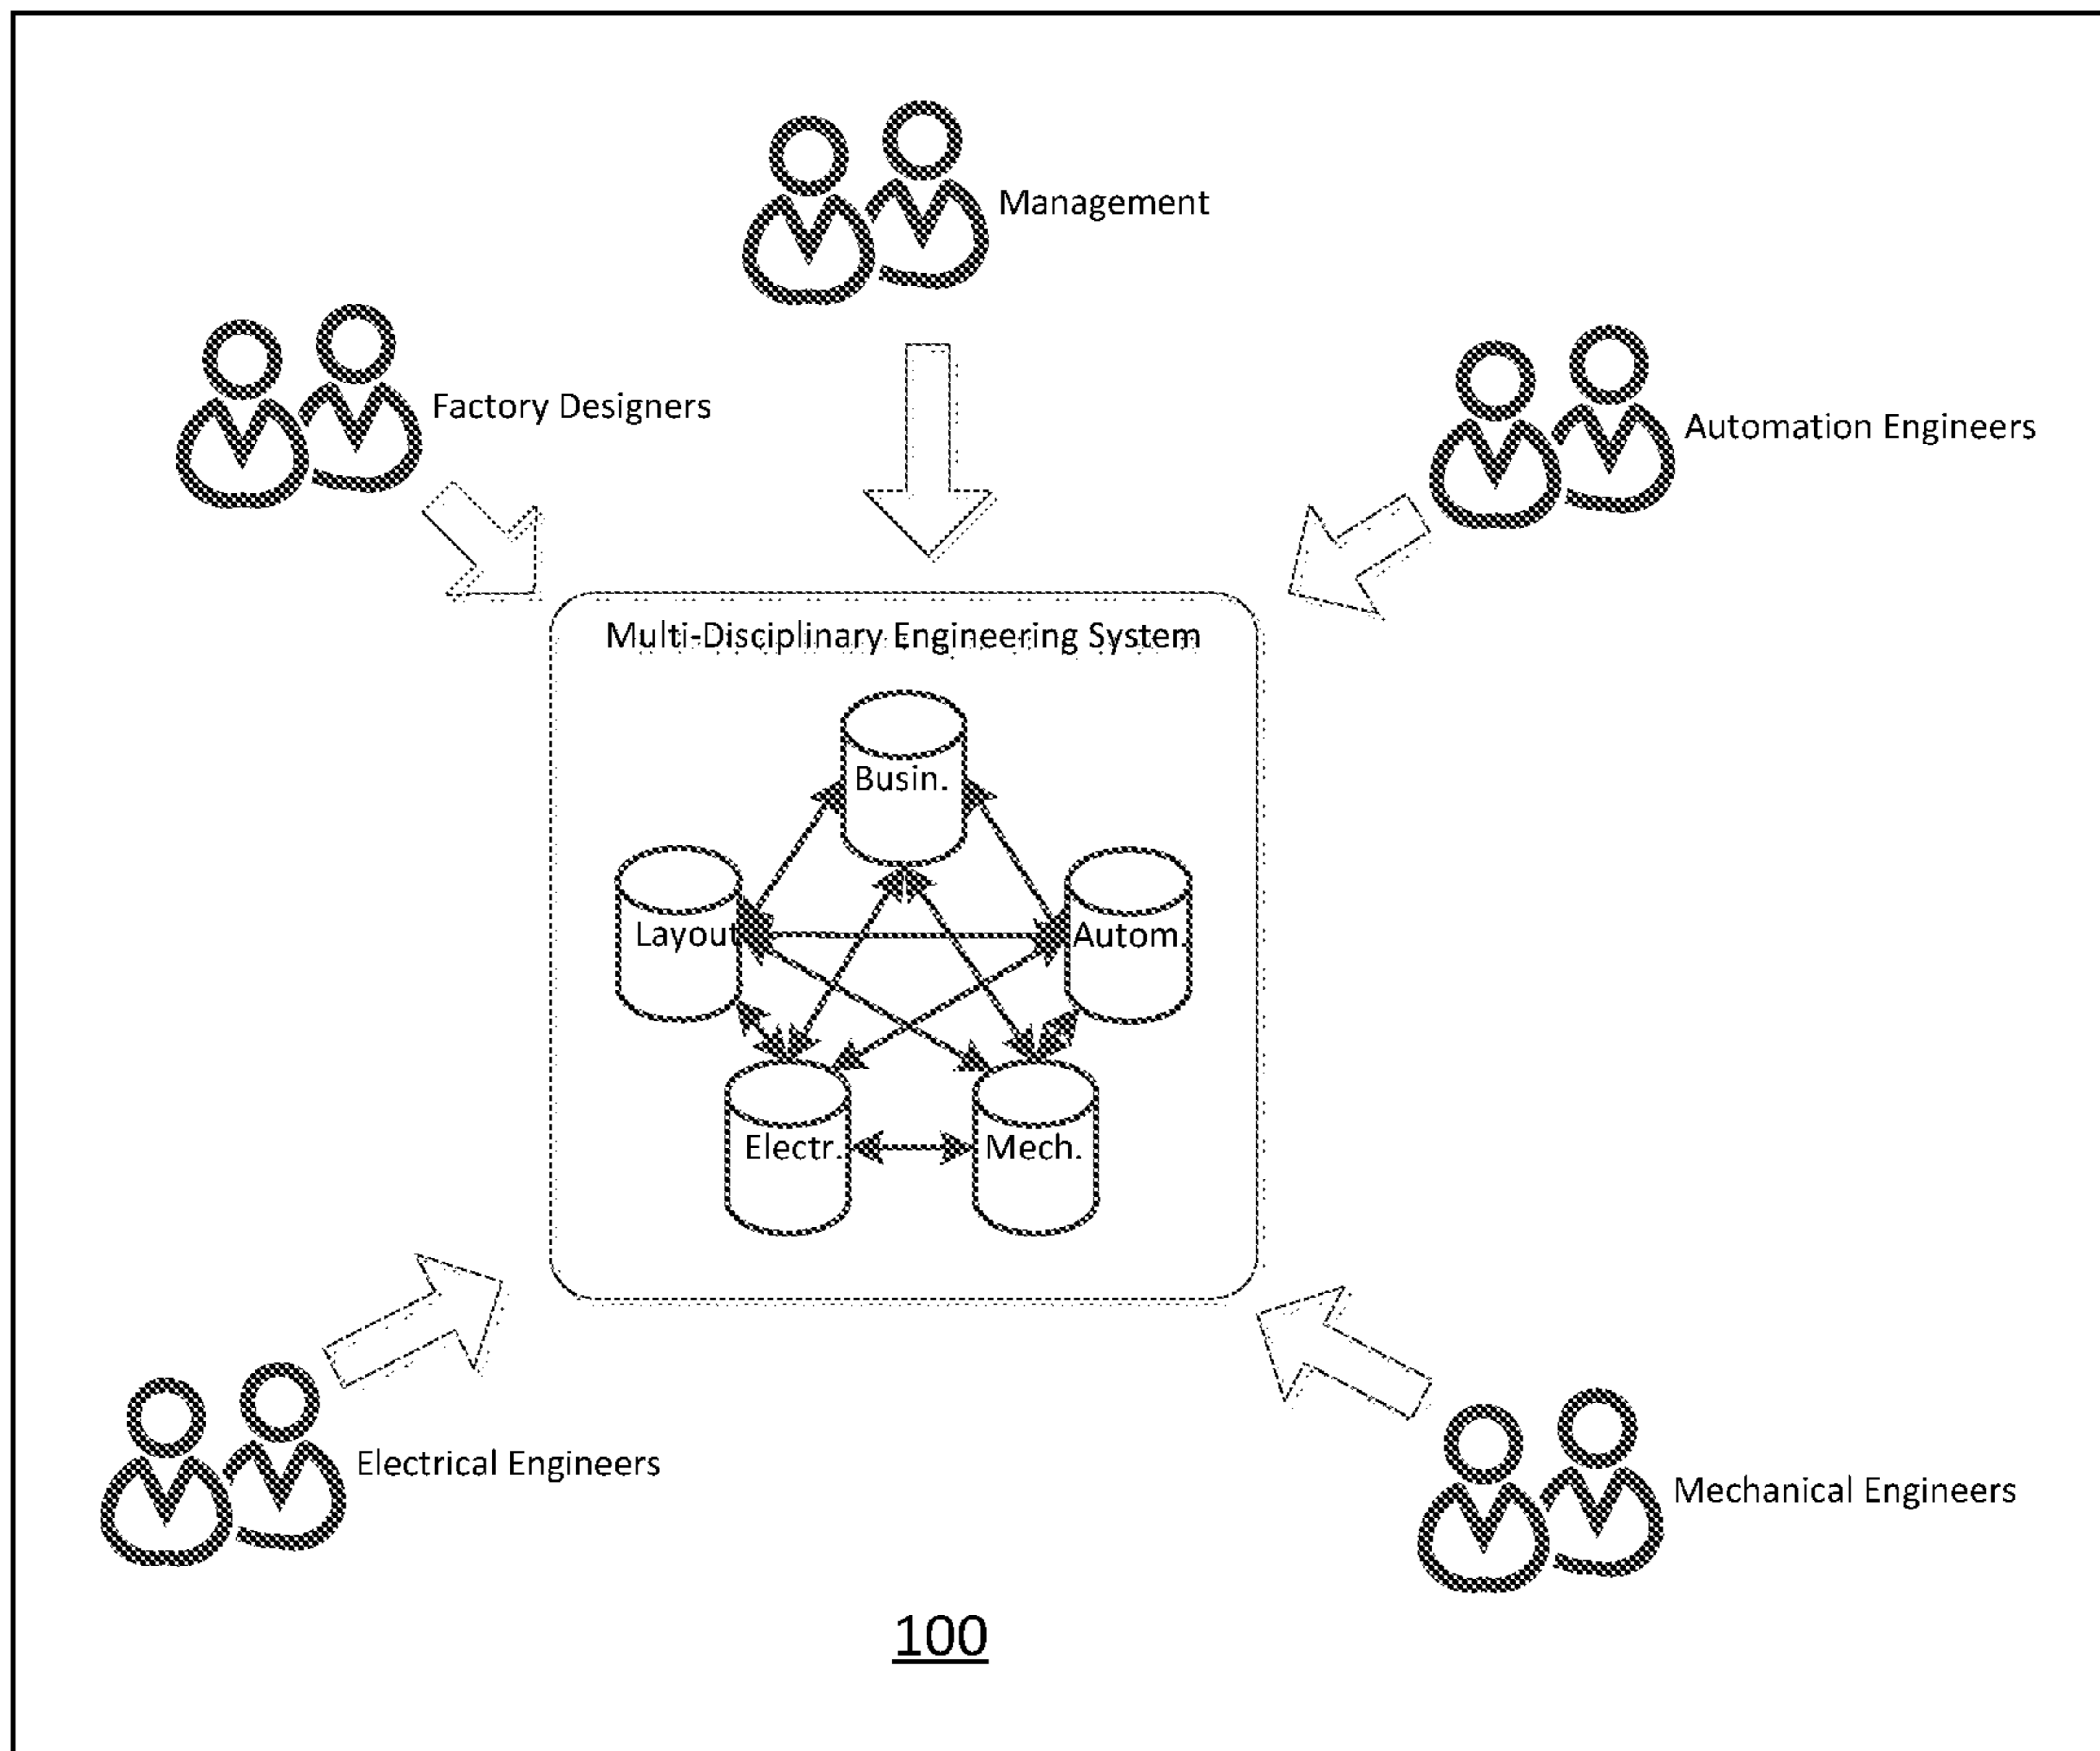 Management
Factory Designers
Automation Engineers
Multi-Disciplinary Engineering System
Busin.
Layout
Autom.
Electr.
Mech.
Electrical Engineers
Mechanical Engineers
100